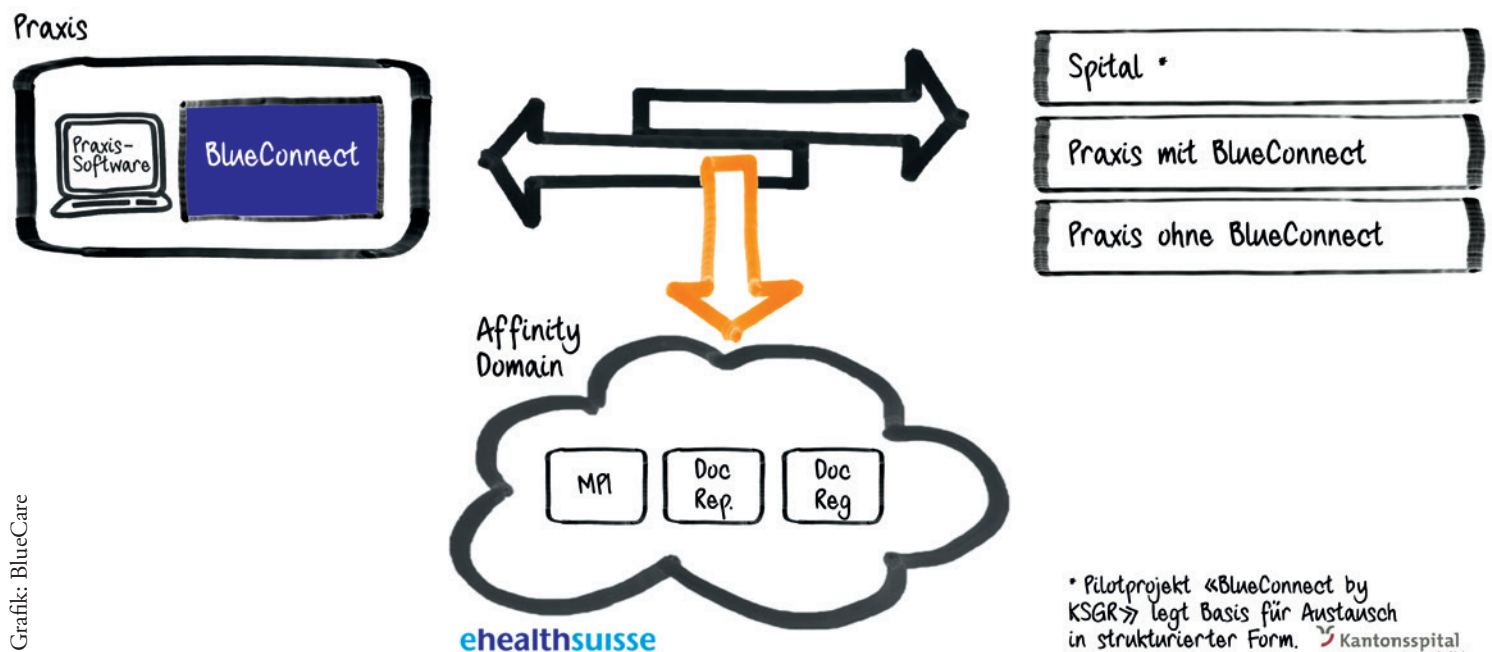 Praxis
Praxis-
Software
BlueConnect
Spital *
Praxis mit BlueConnect
Praxis ohne BlueConnect
Affinity
Domain
MPI
Doc
Rep.
Doc
Reg
ehealthsuisse
* Pilotprojekt «BlueConnect by
KSGR» legt Basis für Austausch
in strukturierter Form.
Kantonsspital
Grafik: BlueCare